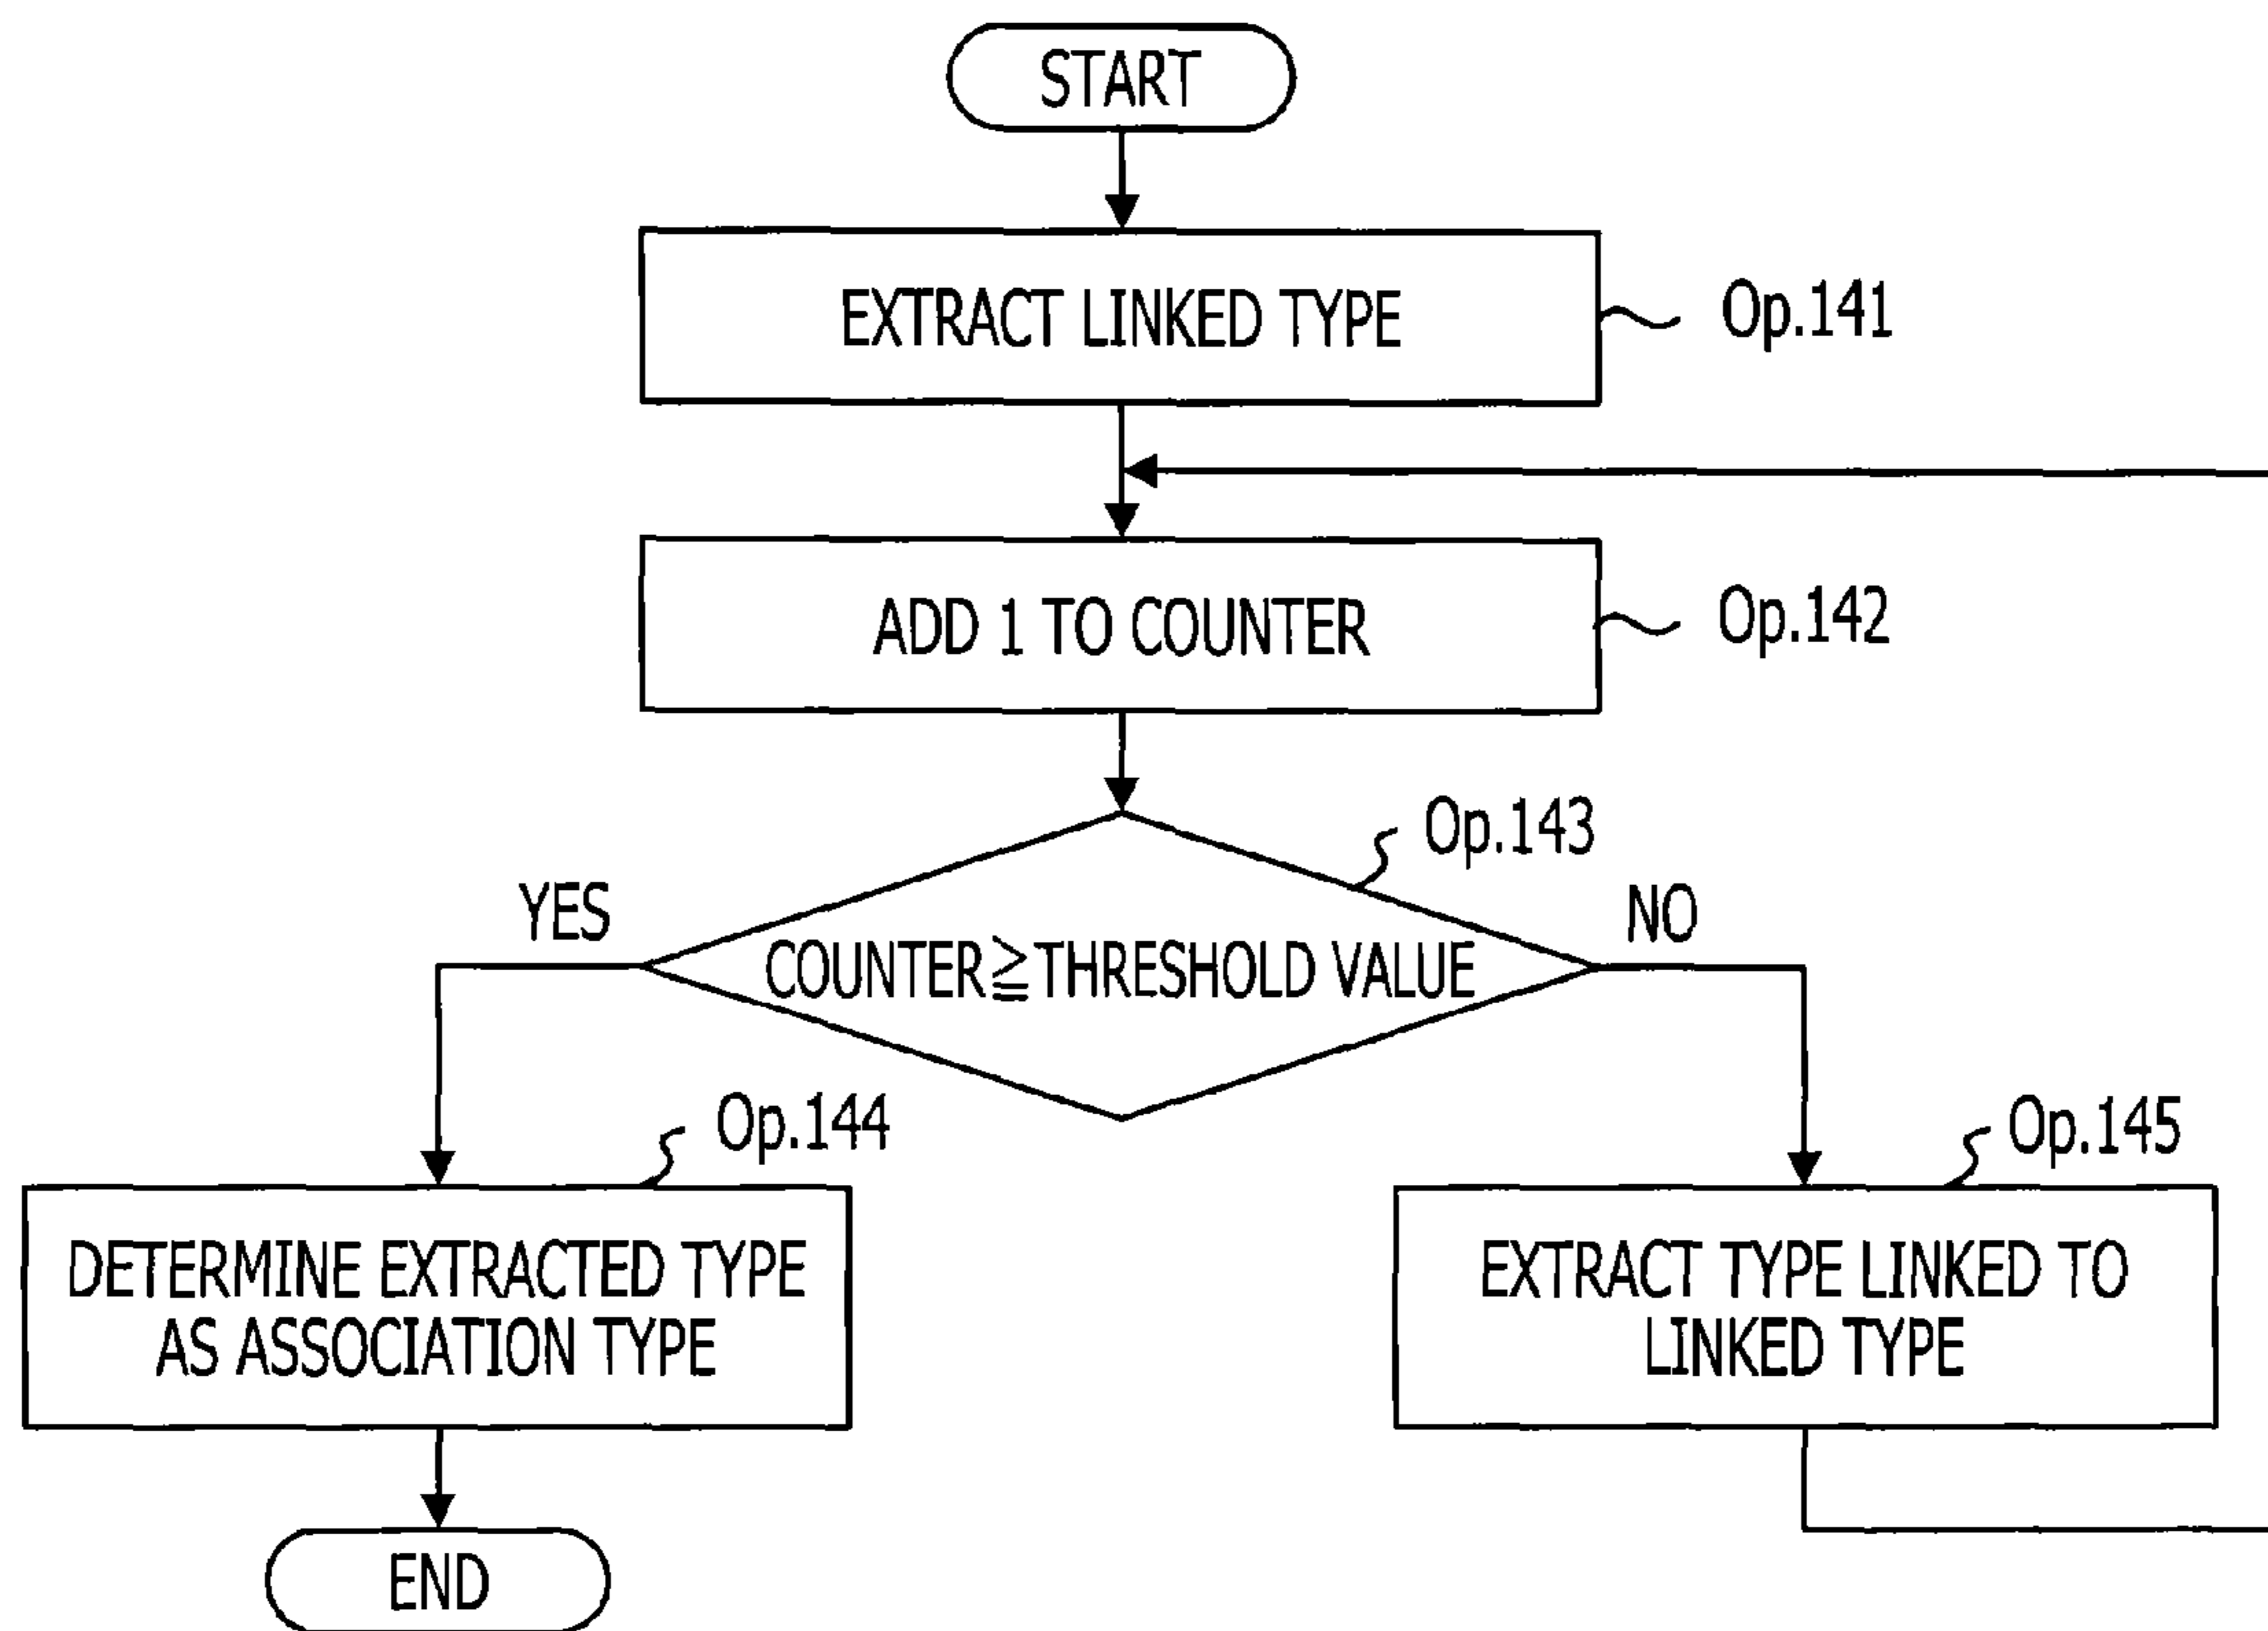 START
EXTRACT LINKED TYPE
Op.141
ADD 1 TO COUNTER
Op.142
Op.143
YES
NO
COUNTER≧THRESHOLD VALUE
Op.144
Op.145
DETERMINE EXTRACTED TYPE
AS ASSOCIATION TYPE
EXTRACT TYPE LINKED TO
LINKED TYPE
END